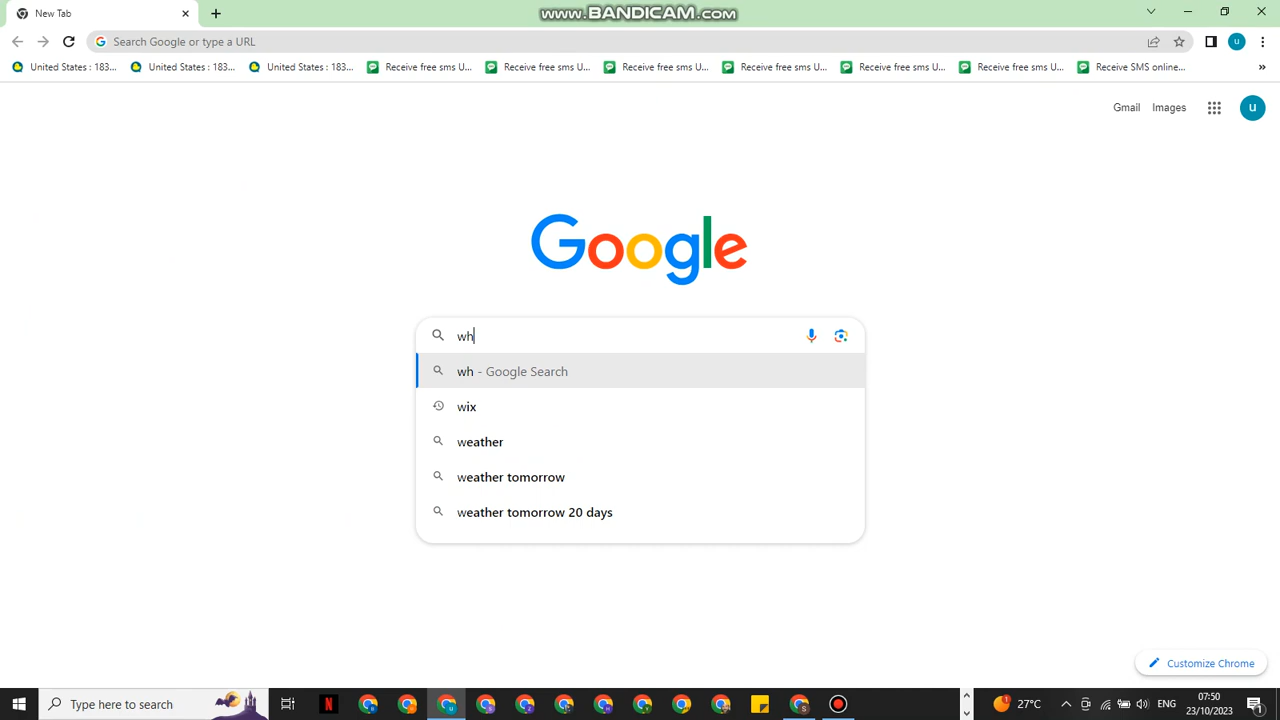 New Tab
www.BANDICAM.com
Search Google or type a URL
u
United States : 183...
United States : 183...
United States : 183...
Receive free sms U...
Receive free sms U...
Receive free sms U...
Receive free sms U...
Receive free sms U...
Receive free sms U...
Receive SMS online...
»
Gmail
Images
u
Google
wh
wh - Google Search
wix
weather
weather tomorrow
weather tomorrow 20 days
Customize Chrome
Type here to search
N
27°C
ENG
07:50
23/10/2023
1